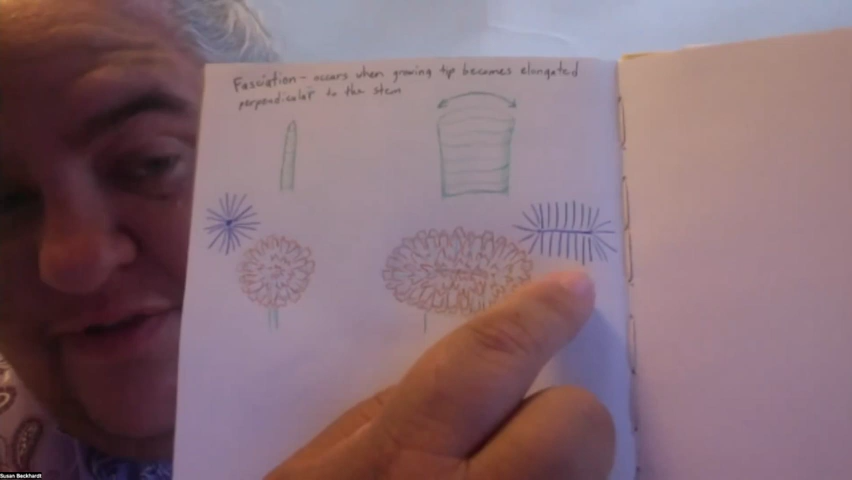 Fasciation - occurs when growing tip becomes elongated
perpendicular to the stem
Susan Beckhardt